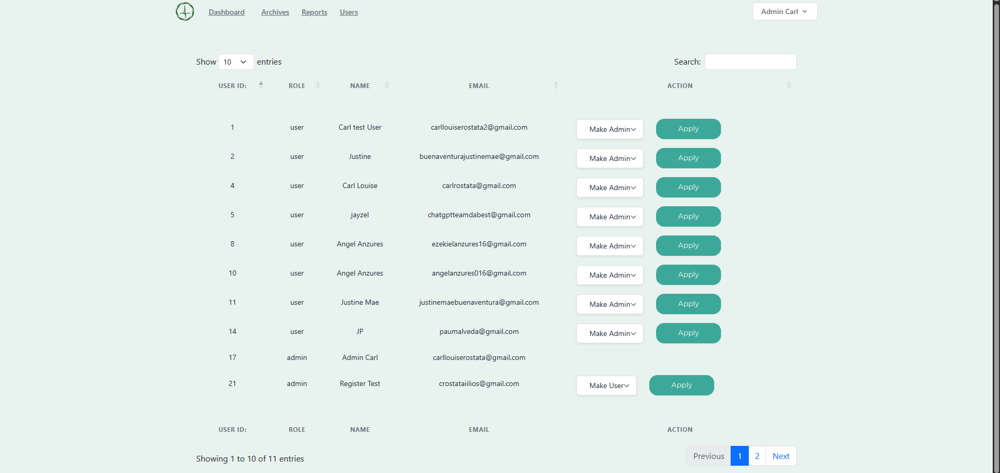 Dashboard Archives Reports Users Admin Carl
Show 10 entries Search:
USER ID: ROLE NAME EMAIL ACTION
1 user Carl test User carllouiserostata2@gmail.com Make Admin Apply
2 user Justine buenaventurajustinemae@gmail.com Make Admin Apply
4 user Carl Louise carlrostata@gmail.com Make Admin Apply
5 user jayzel chatgptteamdabest@gmail.com Make Admin Apply
8 user Angel Anzures ezekielanzures16@gmail.com Make Admin Apply
10 user Angel Anzures angelanzures016@gmail.com Make Admin Apply
11 user Justine Mae justinemaebuenaventura@gmail.com Make Admin Apply
14 user JP paumalveda@gmail.com Make Admin Apply
17 admin Admin Carl carllouiserostata@gmail.com
21 admin Register Test crostataiilios@gmail.com Make User Apply
USER ID: ROLE NAME EMAIL ACTION
Showing 1 to 10 of 11 entries Previous 1 2 Next